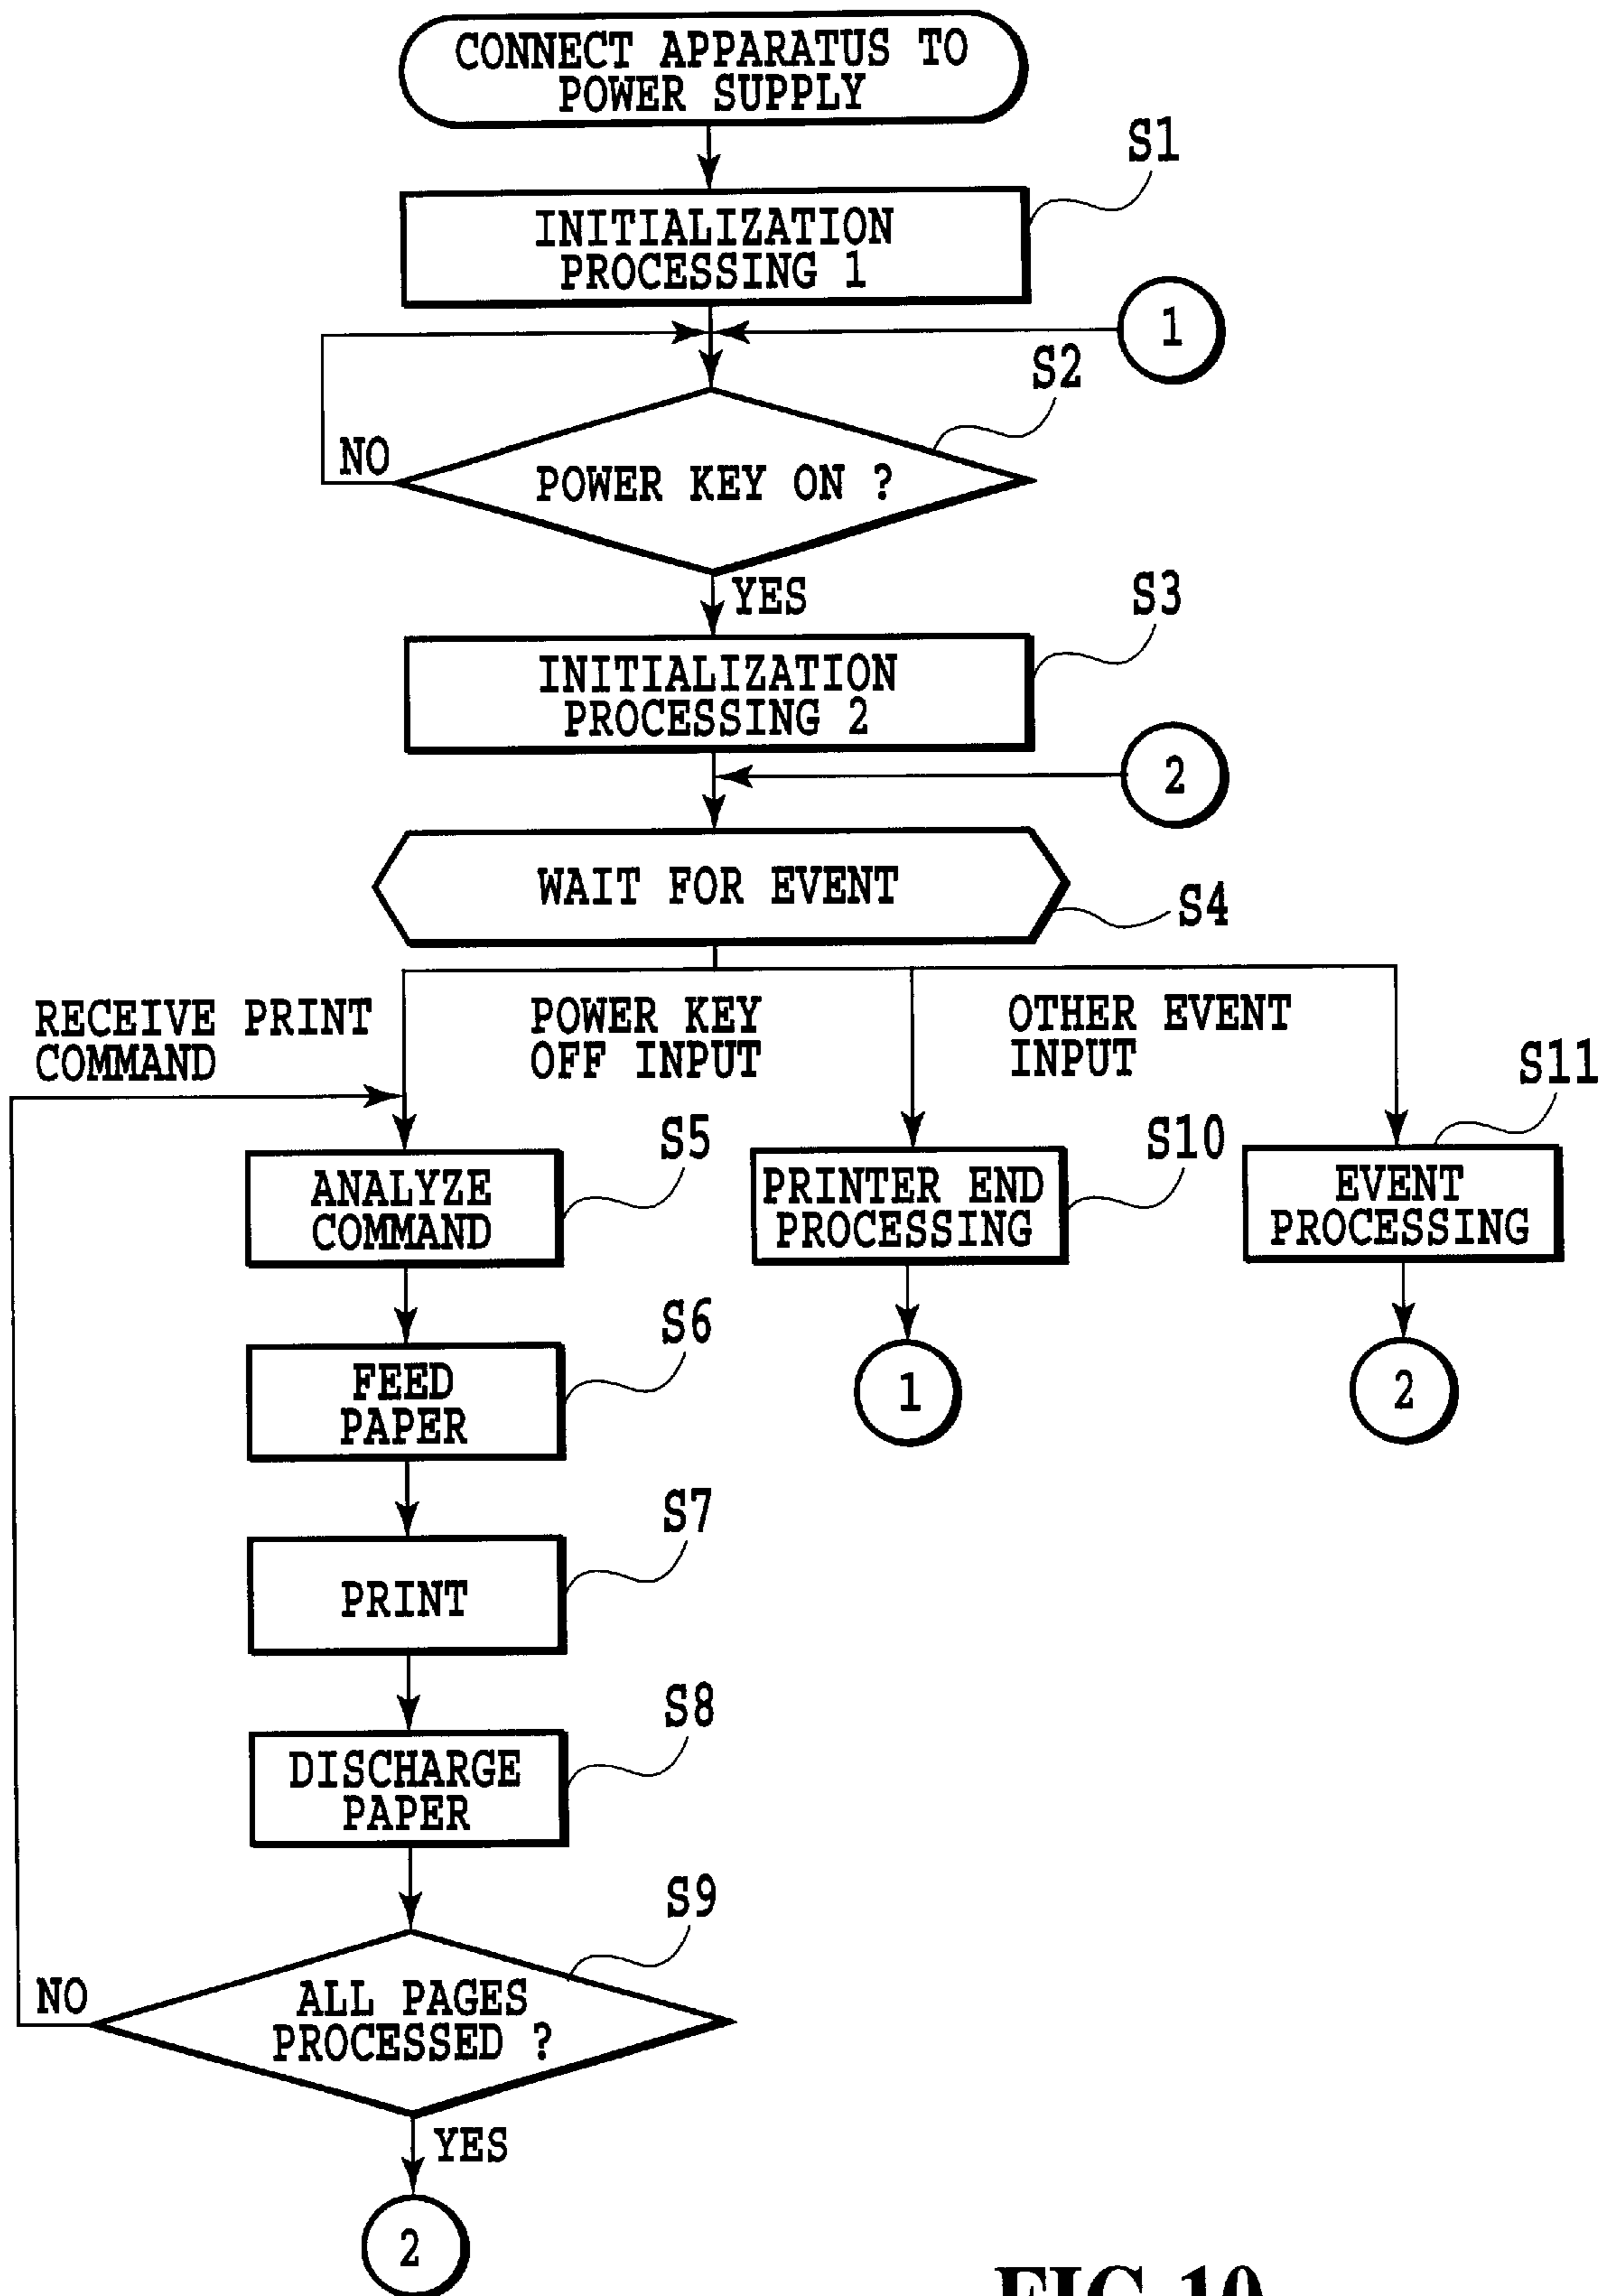 CONNECT APPARATUS TO
POWER SUPPLY
S1
INITIALIZATION
PROCESSING 1
1
S2
NO
POWER KEY ON ?
YES
S3
INITIALIZATION
PROCESSING 2
2
WAIT FOR EVENT
S4
RECEIVE PRINT
COMMAND
POWER KEY
OFF INPUT
OTHER EVENT
INPUT
S5
ANALYZE
COMMAND
S10
PRINTER END
PROCESSING
S11
EVENT
PROCESSING
S6
FEED
PAPER
1
2
S7
PRINT
S8
DISCHARGE
PAPER
S9
NO
ALL PAGES
PROCESSED ?
YES
2
FIG.10